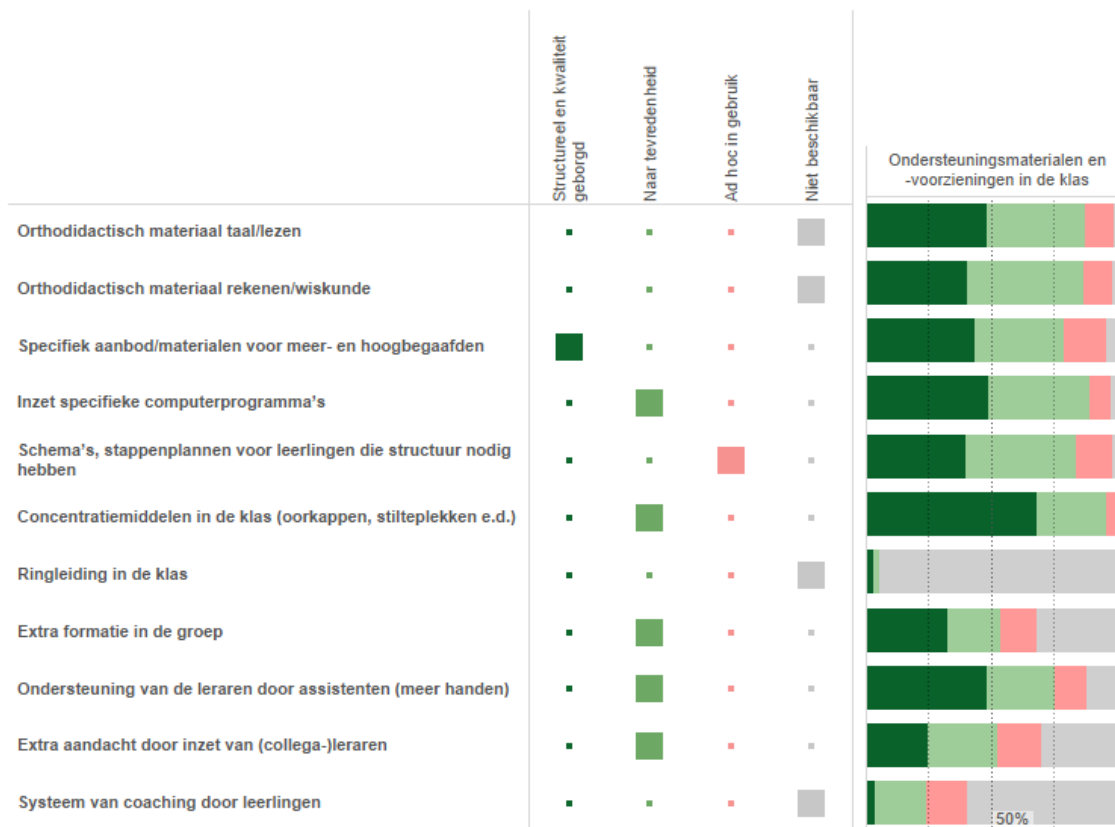 Structureel en kwaliteit
geborgd
Naar tevredenheid
Ad hoc in gebruik
Niet beschikbaar
Ondersteuningsmaterialen en
-voorzieningen in de klas
Orthodidactisch materiaal taal/lezen
Orthodidactisch materiaal rekenen/wiskunde
Specifiek aanbod/materialen voor meer- en hoogbegaafden
Inzet specifieke computerprogramma's
Schema's, stappenplannen voor leerlingen die structuur nodig
hebben
Concentratiemiddelen in de klas (oorkappen, stilteplekken e.d.)
Ringleiding in de klas
Extra formatie in de groep
Ondersteuning van de leraren door assistenten (meer handen)
Extra aandacht door inzet van (collega-)leraren
Systeem van coaching door leerlingen
50%